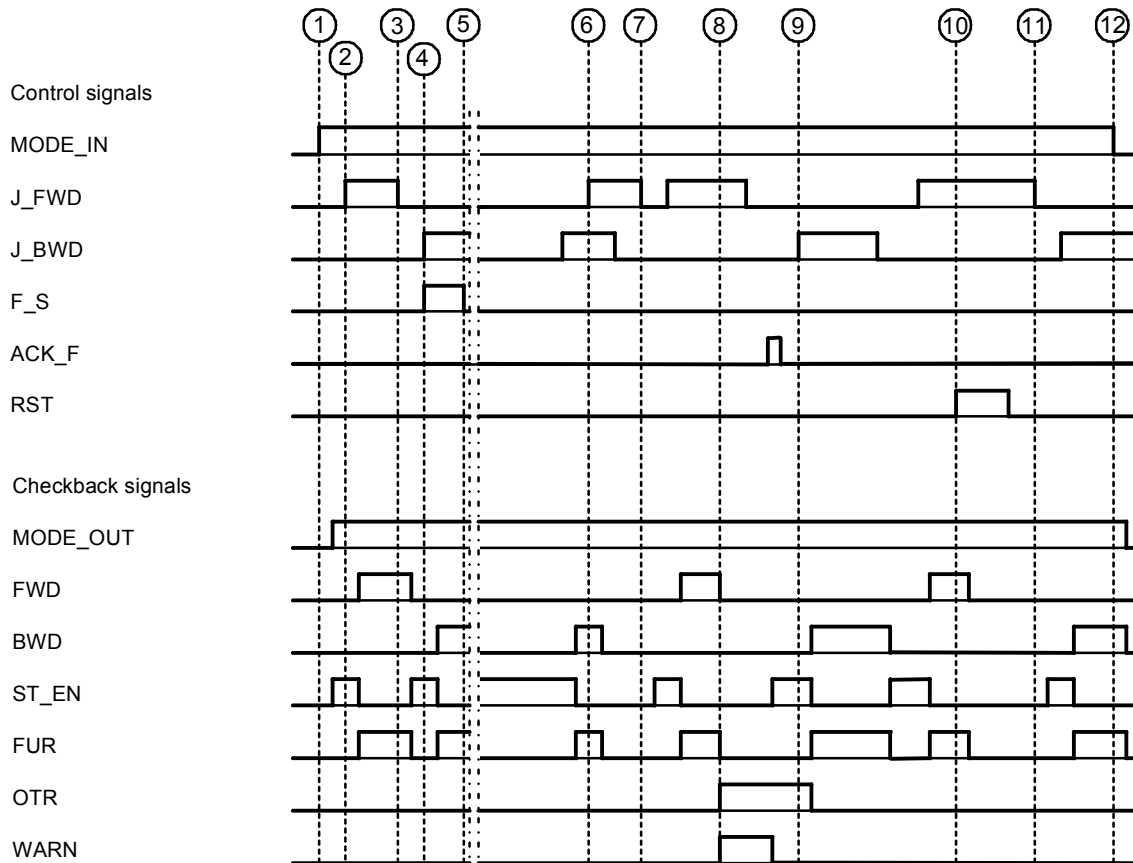 1 3 5 6 7 8 9 10 11 12
2 4
Control signals
MODE_IN
J_FWD
J_BWD
F_S
ACK_F
RST
Checkback signals
MODE_OUT
FWD
BWD
ST_EN
FUR
OTR
WARN